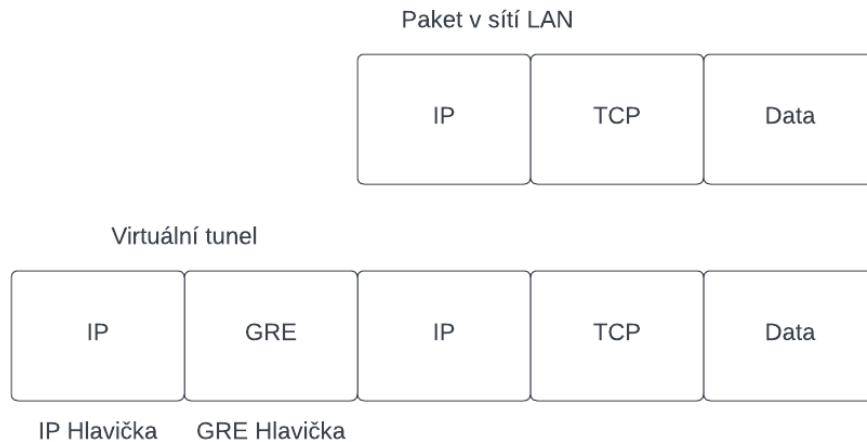 Paket v sítí LAN
IP TCP Data
Virtuální tunel
IP GRE IP TCP Data
IP Hlavička GRE Hlavička